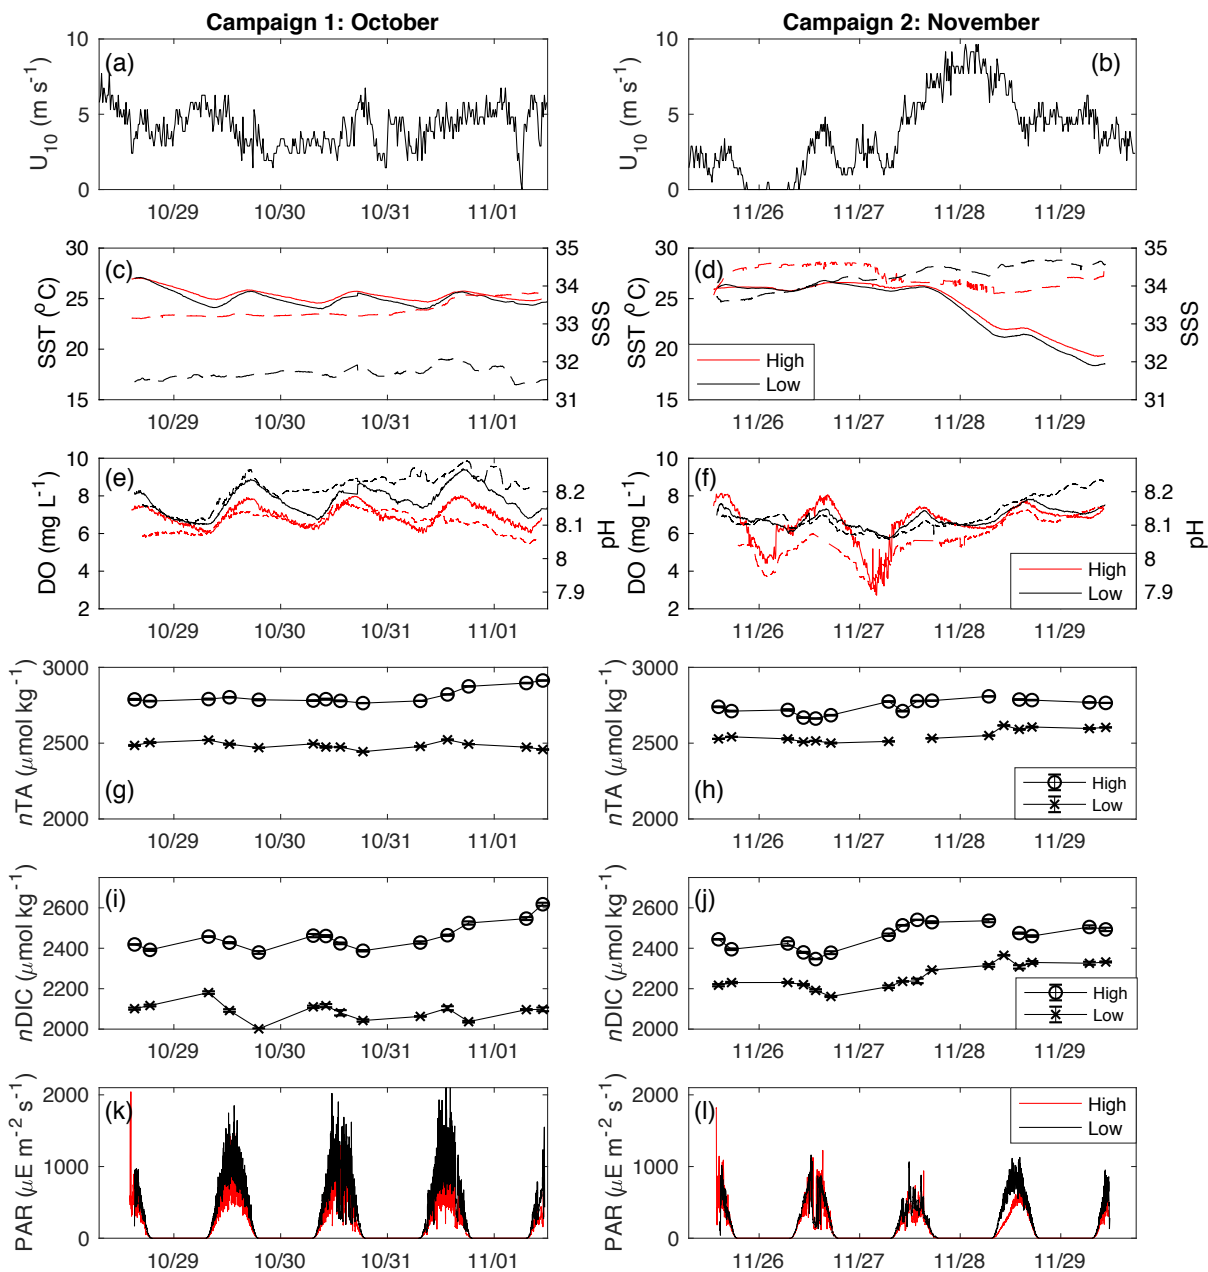 Campaign 1: October
Campaign 2: November
(a)
U10 (m s-1)
10
5
0
10/29 10/30 10/31 11/01
(b)
U10 (m s-1)
10
5
0
11/26 11/27 11/28 11/29
(c)
SST (oC)
30
25
20
15
SSS
35
34
33
32
31
10/29 10/30 10/31 11/01
(d)
SST (oC)
30
25
20
15
SSS
35
34
33
32
31
High
Low
11/26 11/27 11/28 11/29
(e)
DO (mg L-1)
10
8
6
4
2
pH
8.2
8.1
8
7.9
10/29 10/30 10/31 11/01
(f)
DO (mg L-1)
10
8
6
4
2
pH
8.2
8.1
8
7.9
High
Low
11/26 11/27 11/28 11/29
(g)
nTA (μmol kg-1)
3000
2500
2000
10/29 10/30 10/31 11/01
(h)
nTA (μmol kg-1)
3000
2500
2000
High
Low
11/26 11/27 11/28 11/29
(i)
nDIC (μmol kg-1)
2600
2400
2200
2000
10/29 10/30 10/31 11/01
(j)
nDIC (μmol kg-1)
2600
2400
2200
2000
High
Low
11/26 11/27 11/28 11/29
(k)
PAR (μE m-2 s-1)
2000
1000
0
10/29 10/30 10/31 11/01
(l)
PAR (μE m-2 s-1)
2000
1000
0
High
Low
11/26 11/27 11/28 11/29